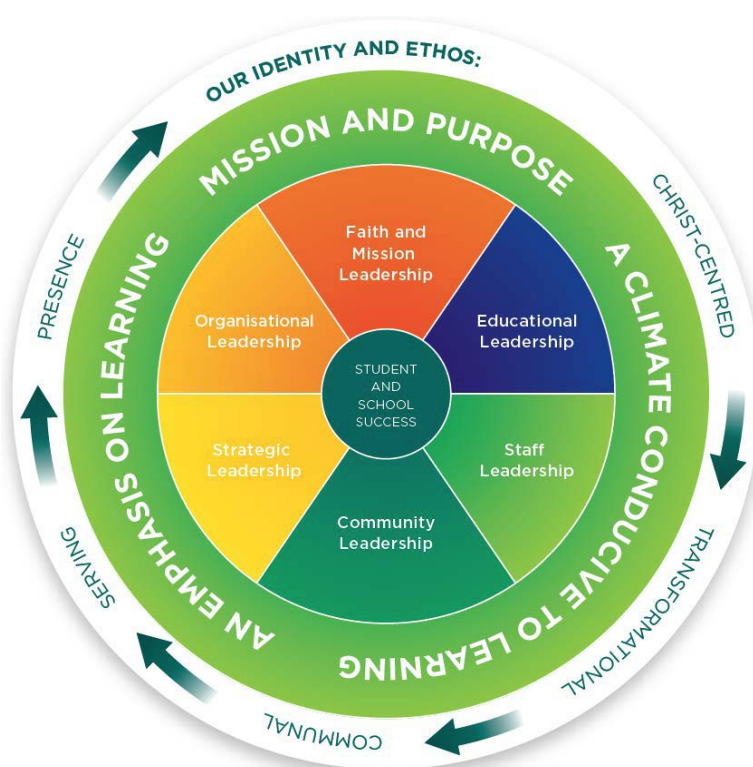 OUR IDENTITY AND ETHOS:
CHRIST-CENTRED
TRANSFORMATIONAL
COMMUNAL
SERVING
PRESENCE
MISSION AND PURPOSE
A CLIMATE CONDUCIVE TO LEARNING
AN EMPHASIS ON LEARNING
Faith and
Mission
Leadership
Educational
Leadership
Staff
Leadership
Community
Leadership
Strategic
Leadership
Organisational
Leadership
STUDENT
AND
SCHOOL
SUCCESS